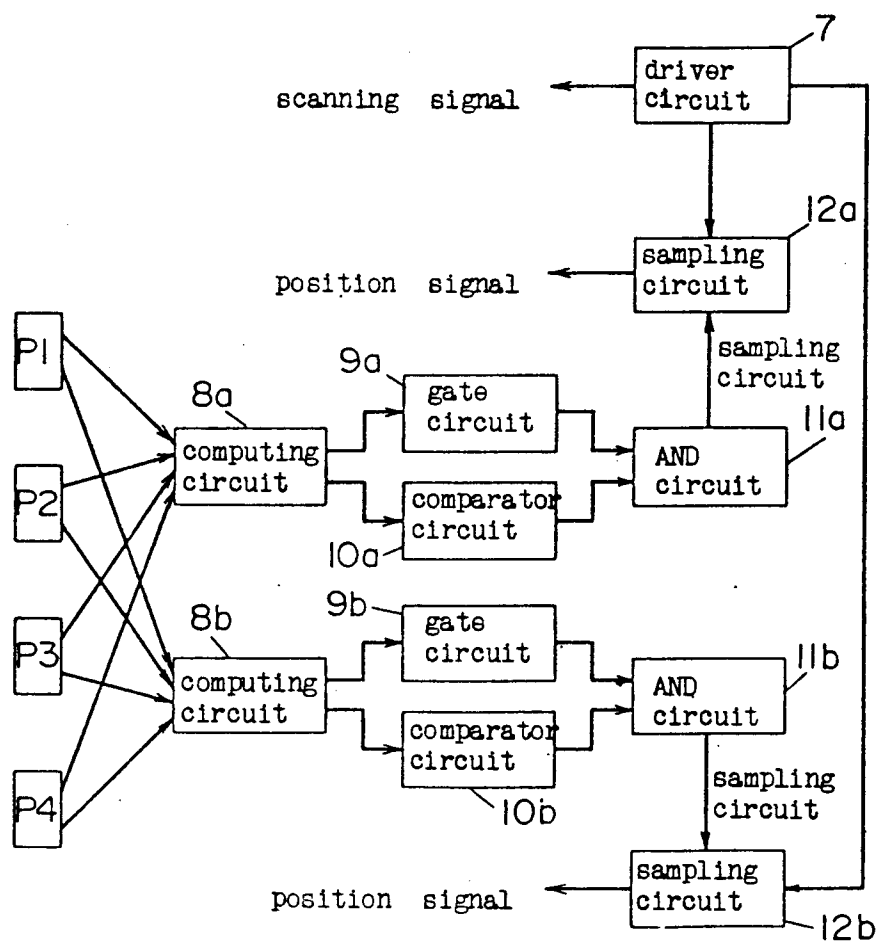 7
driver
circuit
scanning signal
12a
sampling
circuit
position signal
P1
sampling
circuit
9a
gate
circuit
8a
computing
circuit
11a
AND
circuit
P2
comparator
circuit
10a
9b
gate
circuit
8b
P3
computing
circuit
11b
AND
circuit
comparator
circuit
10b
P4
sampling
circuit
sampling
circuit
position signal
12b